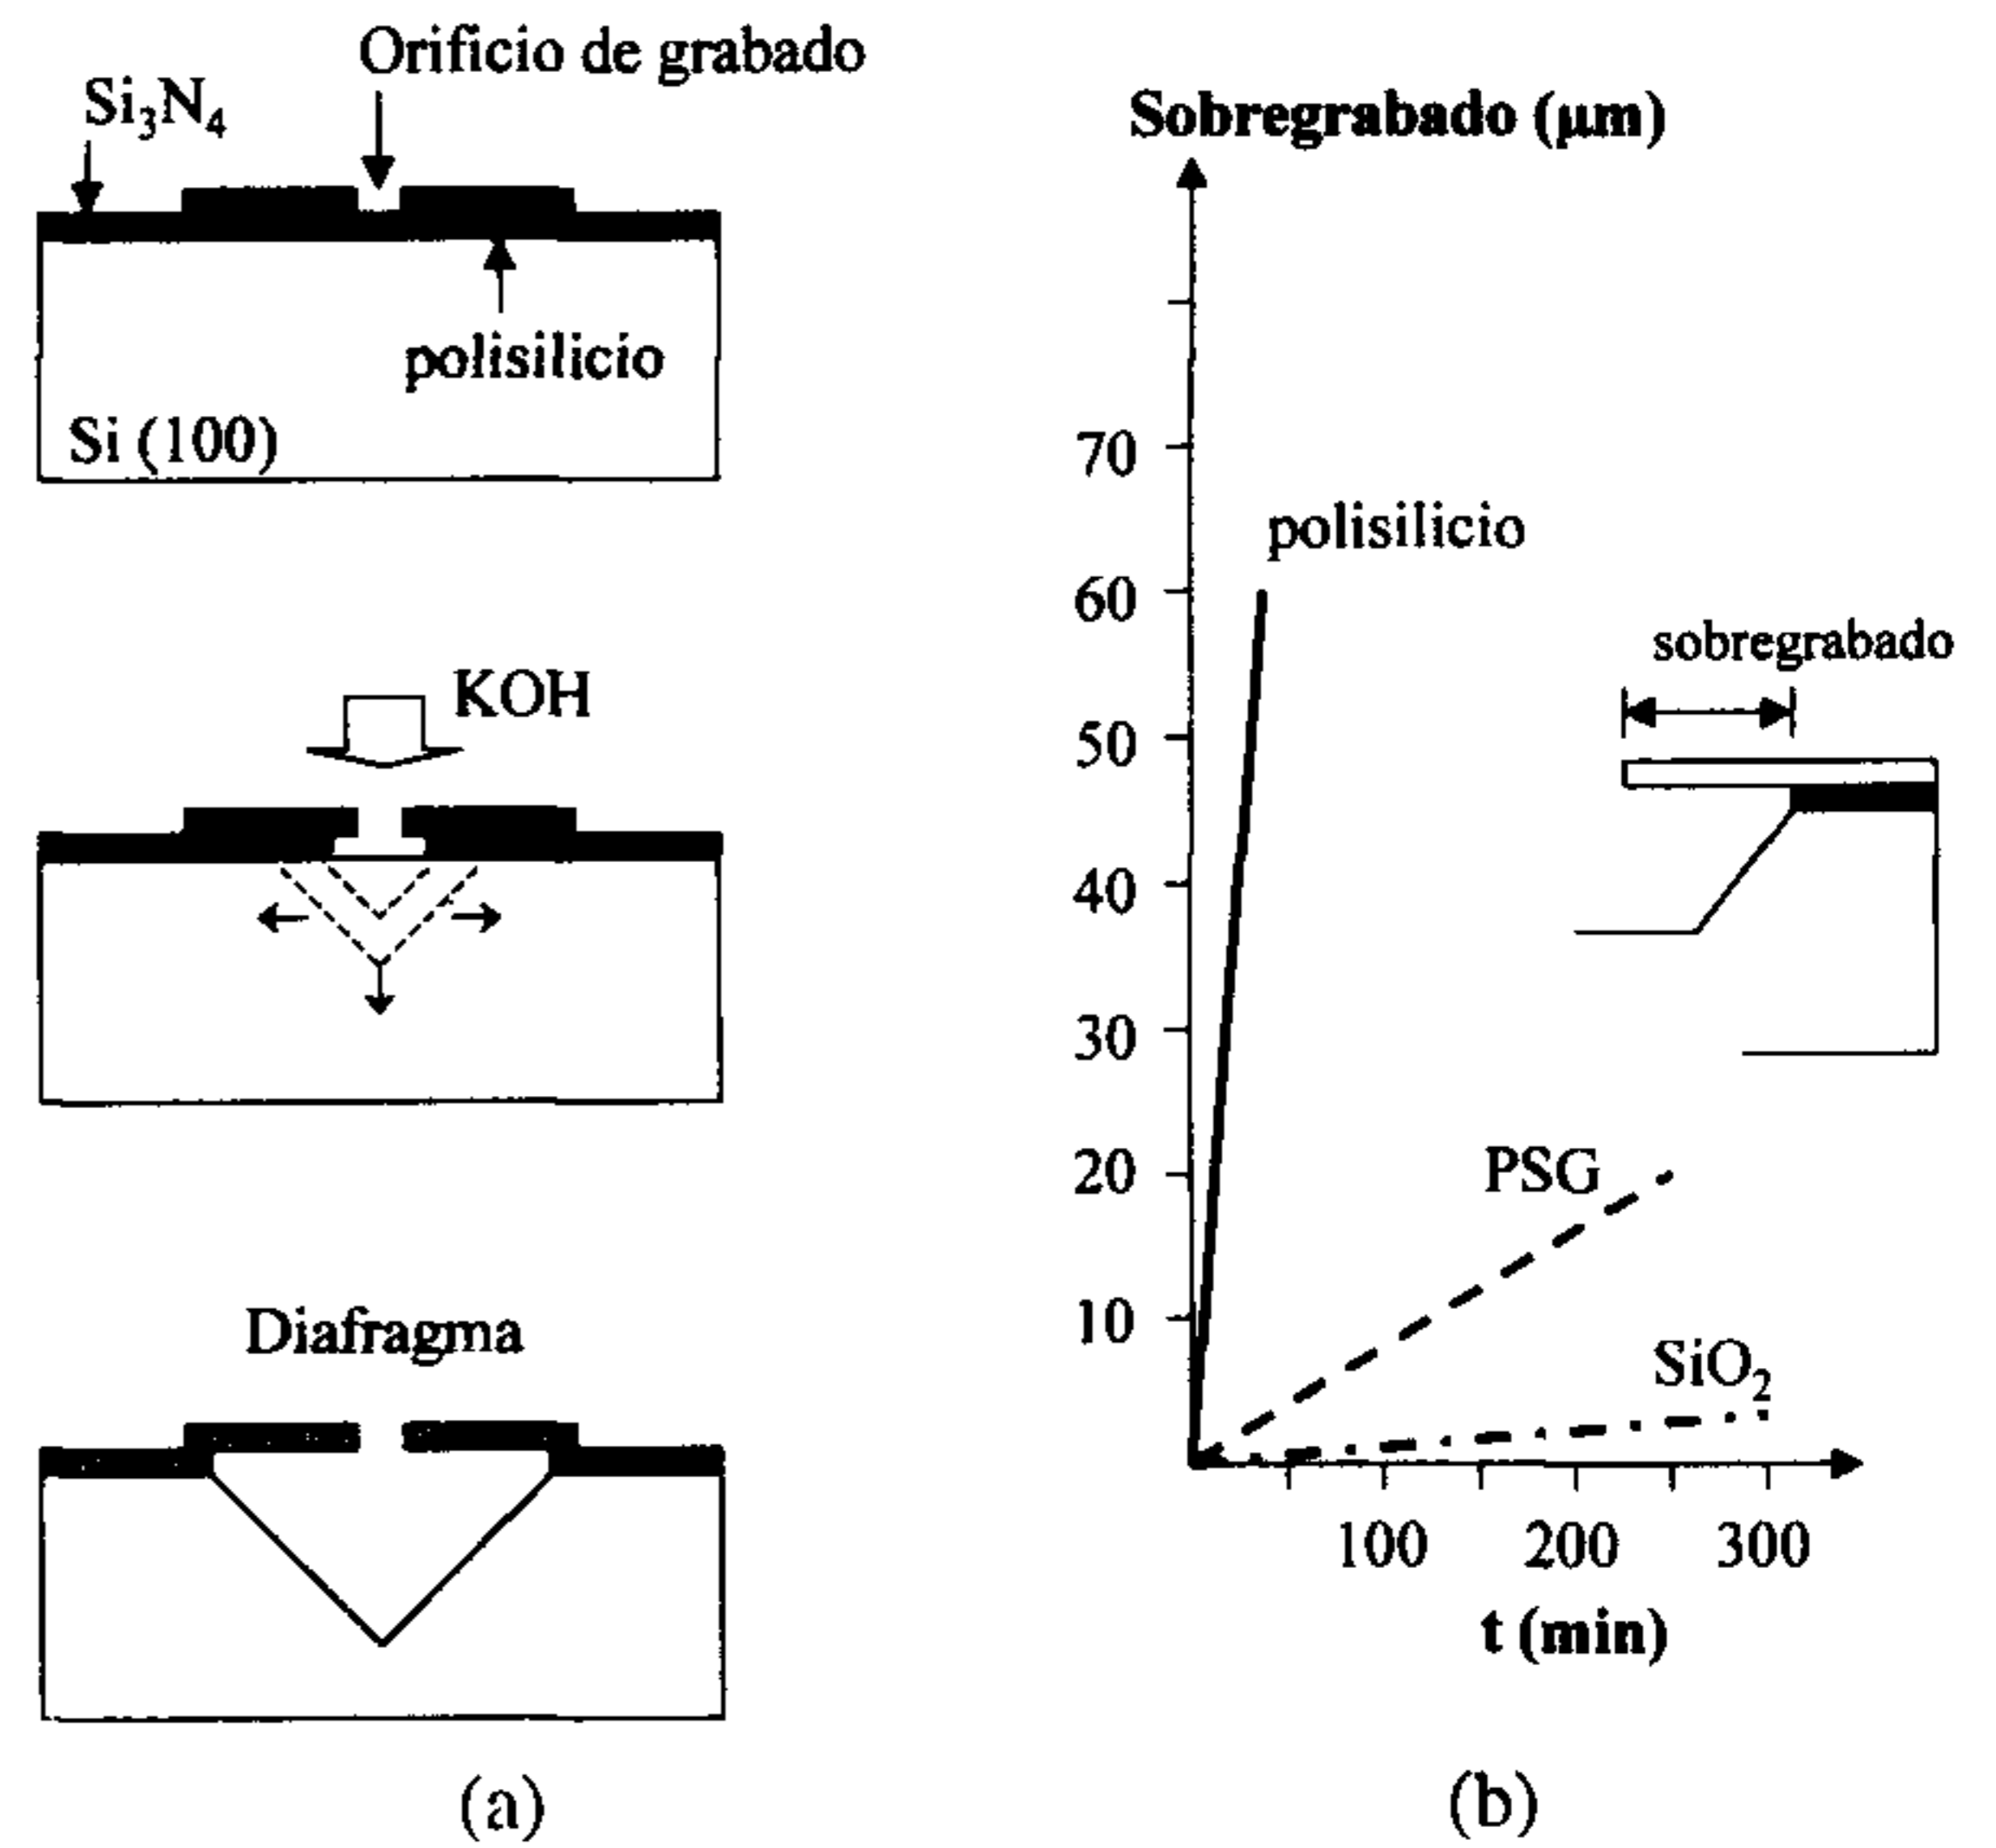 Orificio de grabado
Si₃N₄
polisilicio
Si (100)
KOH
Diafragma
(a)
Sobregrabado (µm)
70
polisilicio
60
sobregrabado
50
40
30
20
PSG
10
SiO₂
100 200 300
t (min)
(b)